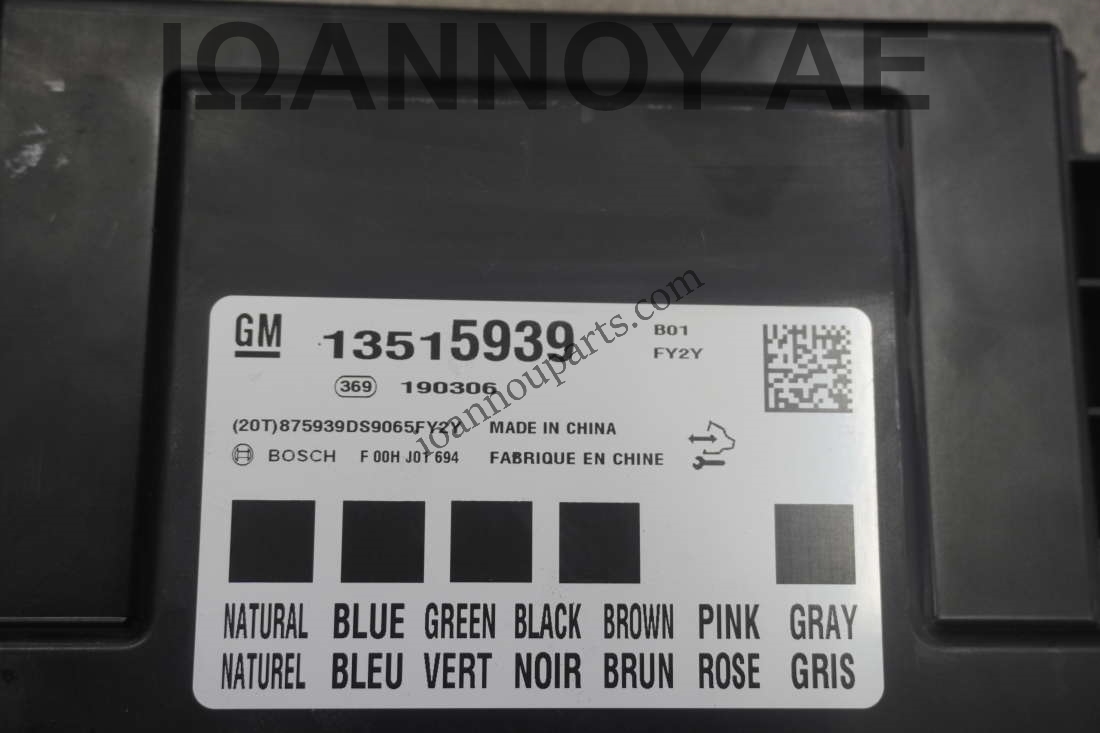 ΙΩΑΝΝΟΥ ΑΕ
GM 13515939 B01
FY2Y
369 190306
(20T)875939DS9065FY2Y MADE IN CHINA
BOSCH F 00H J01 694 FABRIQUE EN CHINE
ioannouparts.com
NATURAL BLUE GREEN BLACK BROWN PINK GRAY
NATUREL BLEU VERT NOIR BRUN ROSE GRIS